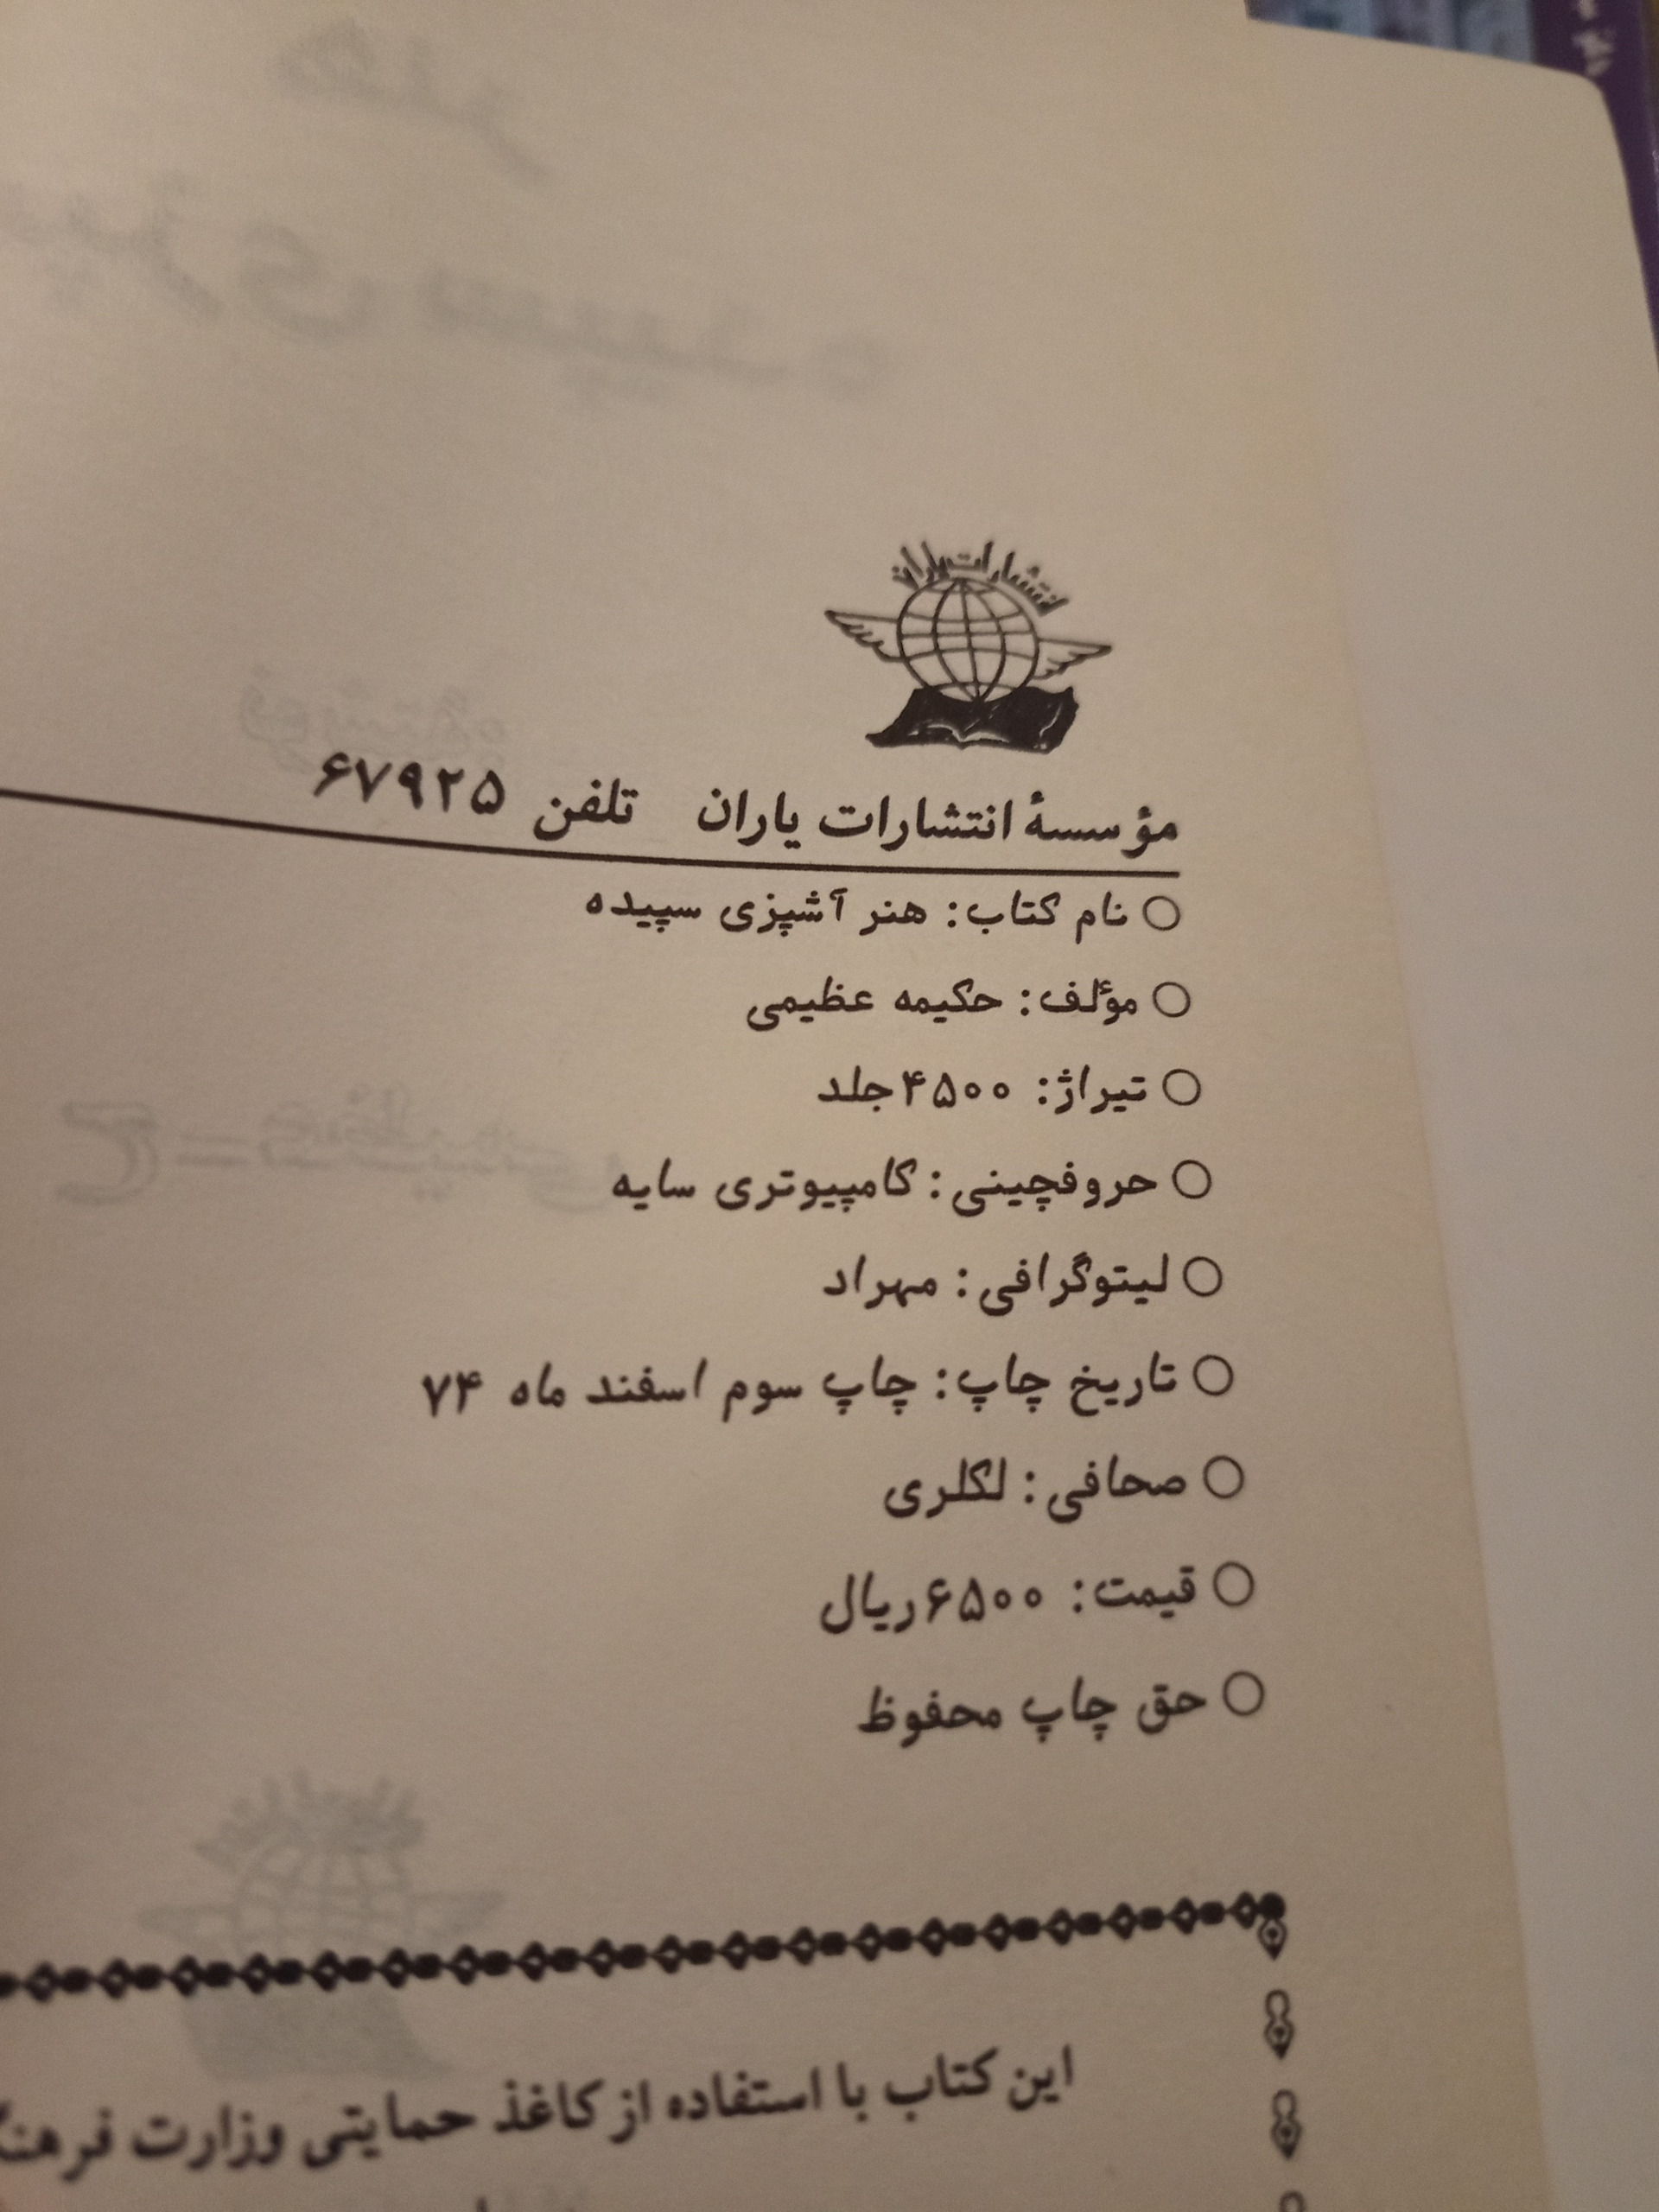 انتشارات یاران
مؤسسهٔ انتشارات یاران تلفن ۶۷۹۲۵
نام کتاب: هنر آشپزی سپیده
مؤلف: حکیمه عظیمی
تیراژ: ۴۵۰۰ جلد
حروفچینی: کامپیوتری سایه
لیتوگرافی: مهراد
تاریخ چاپ: چاپ سوم اسفند ماه ۷۴
صحافی: لکلری
قیمت: ۶۵۰۰ ریال
حق چاپ محفوظ
این کتاب با استفاده از کاغذ حمایتی وزارت